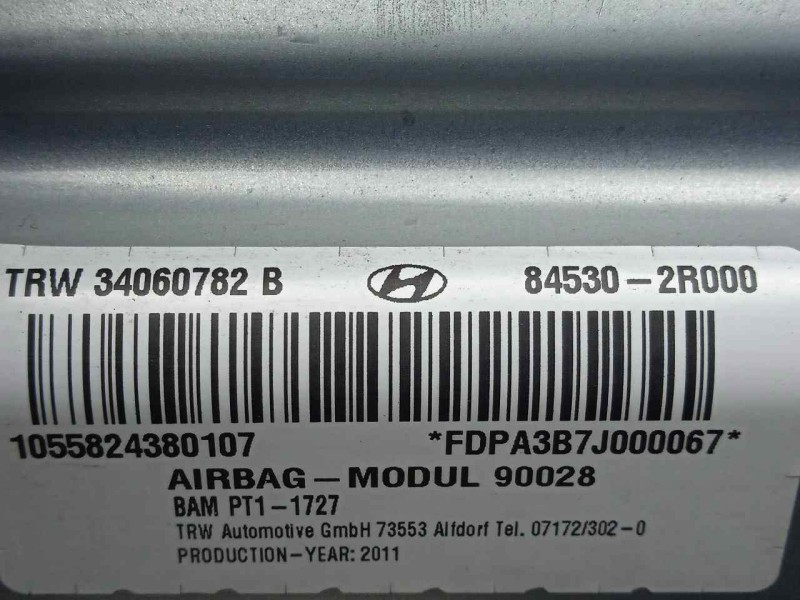 TRW 34060782 B 84530-2R000
1055824380107 *FDPA3B7J000067*
AIRBAG-MODUL 90028
BAM PT1-1727
TRW Automotive GmbH 73553 Alfdorf Tel. 07172/302-0
PRODUCTION-YEAR: 2011